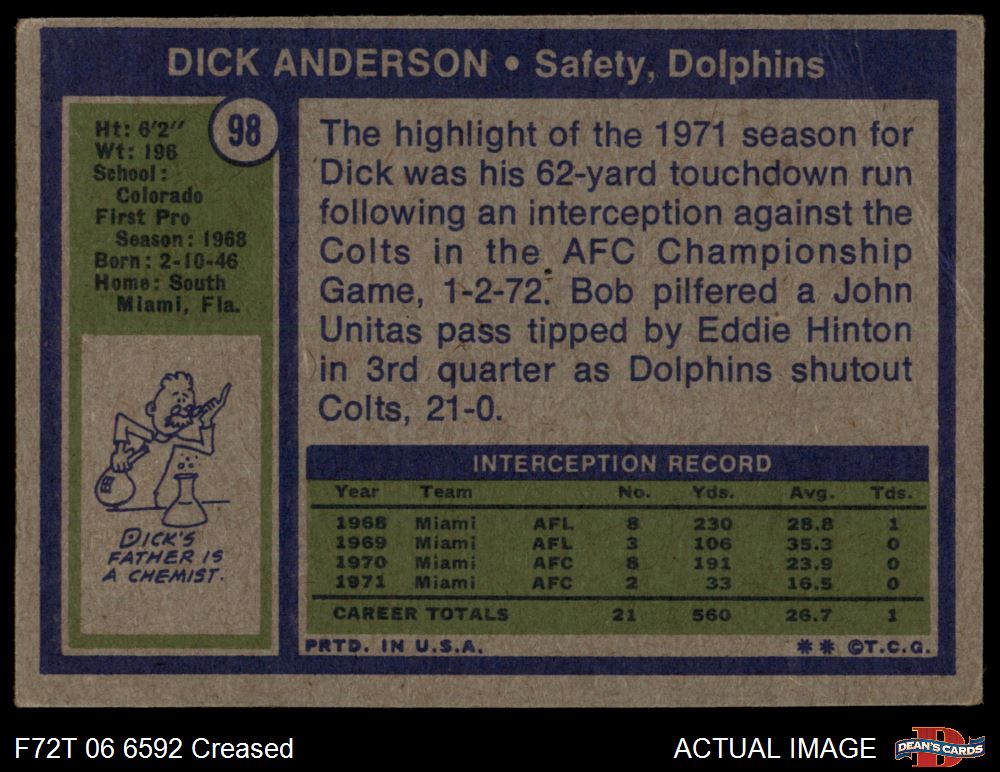 DICK ANDERSON • Safety, Dolphins
98
Ht: 6'2"
Wt: 196
School:
Colorado
First Pro
Season: 1968
Born: 2-10-46
Home: South
Miami, Fla.
DICK'S
FATHER IS
A CHEMIST.
The highlight of the 1971 season for
Dick was his 62-yard touchdown run
following an interception against the
Colts in the AFC Championship
Game, 1-2-72. Bob pilfered a John
Unitas pass tipped by Eddie Hinton
in 3rd quarter as Dolphins shutout
Colts, 21-0.
INTERCEPTION RECORD
Year Team No. Yds. Avg. Tds.
1968 Miami AFL 8 230 28.8 1
1969 Miami AFL 3 106 35.3 0
1970 Miami AFC 8 191 23.9 0
1971 Miami AFC 2 33 16.5 0
CAREER TOTALS 21 560 26.7 1
PRTD. IN U.S.A. ** ©T.C.G.
F72T 06 6592 Creased ACTUAL IMAGE DEAN'S CARDS